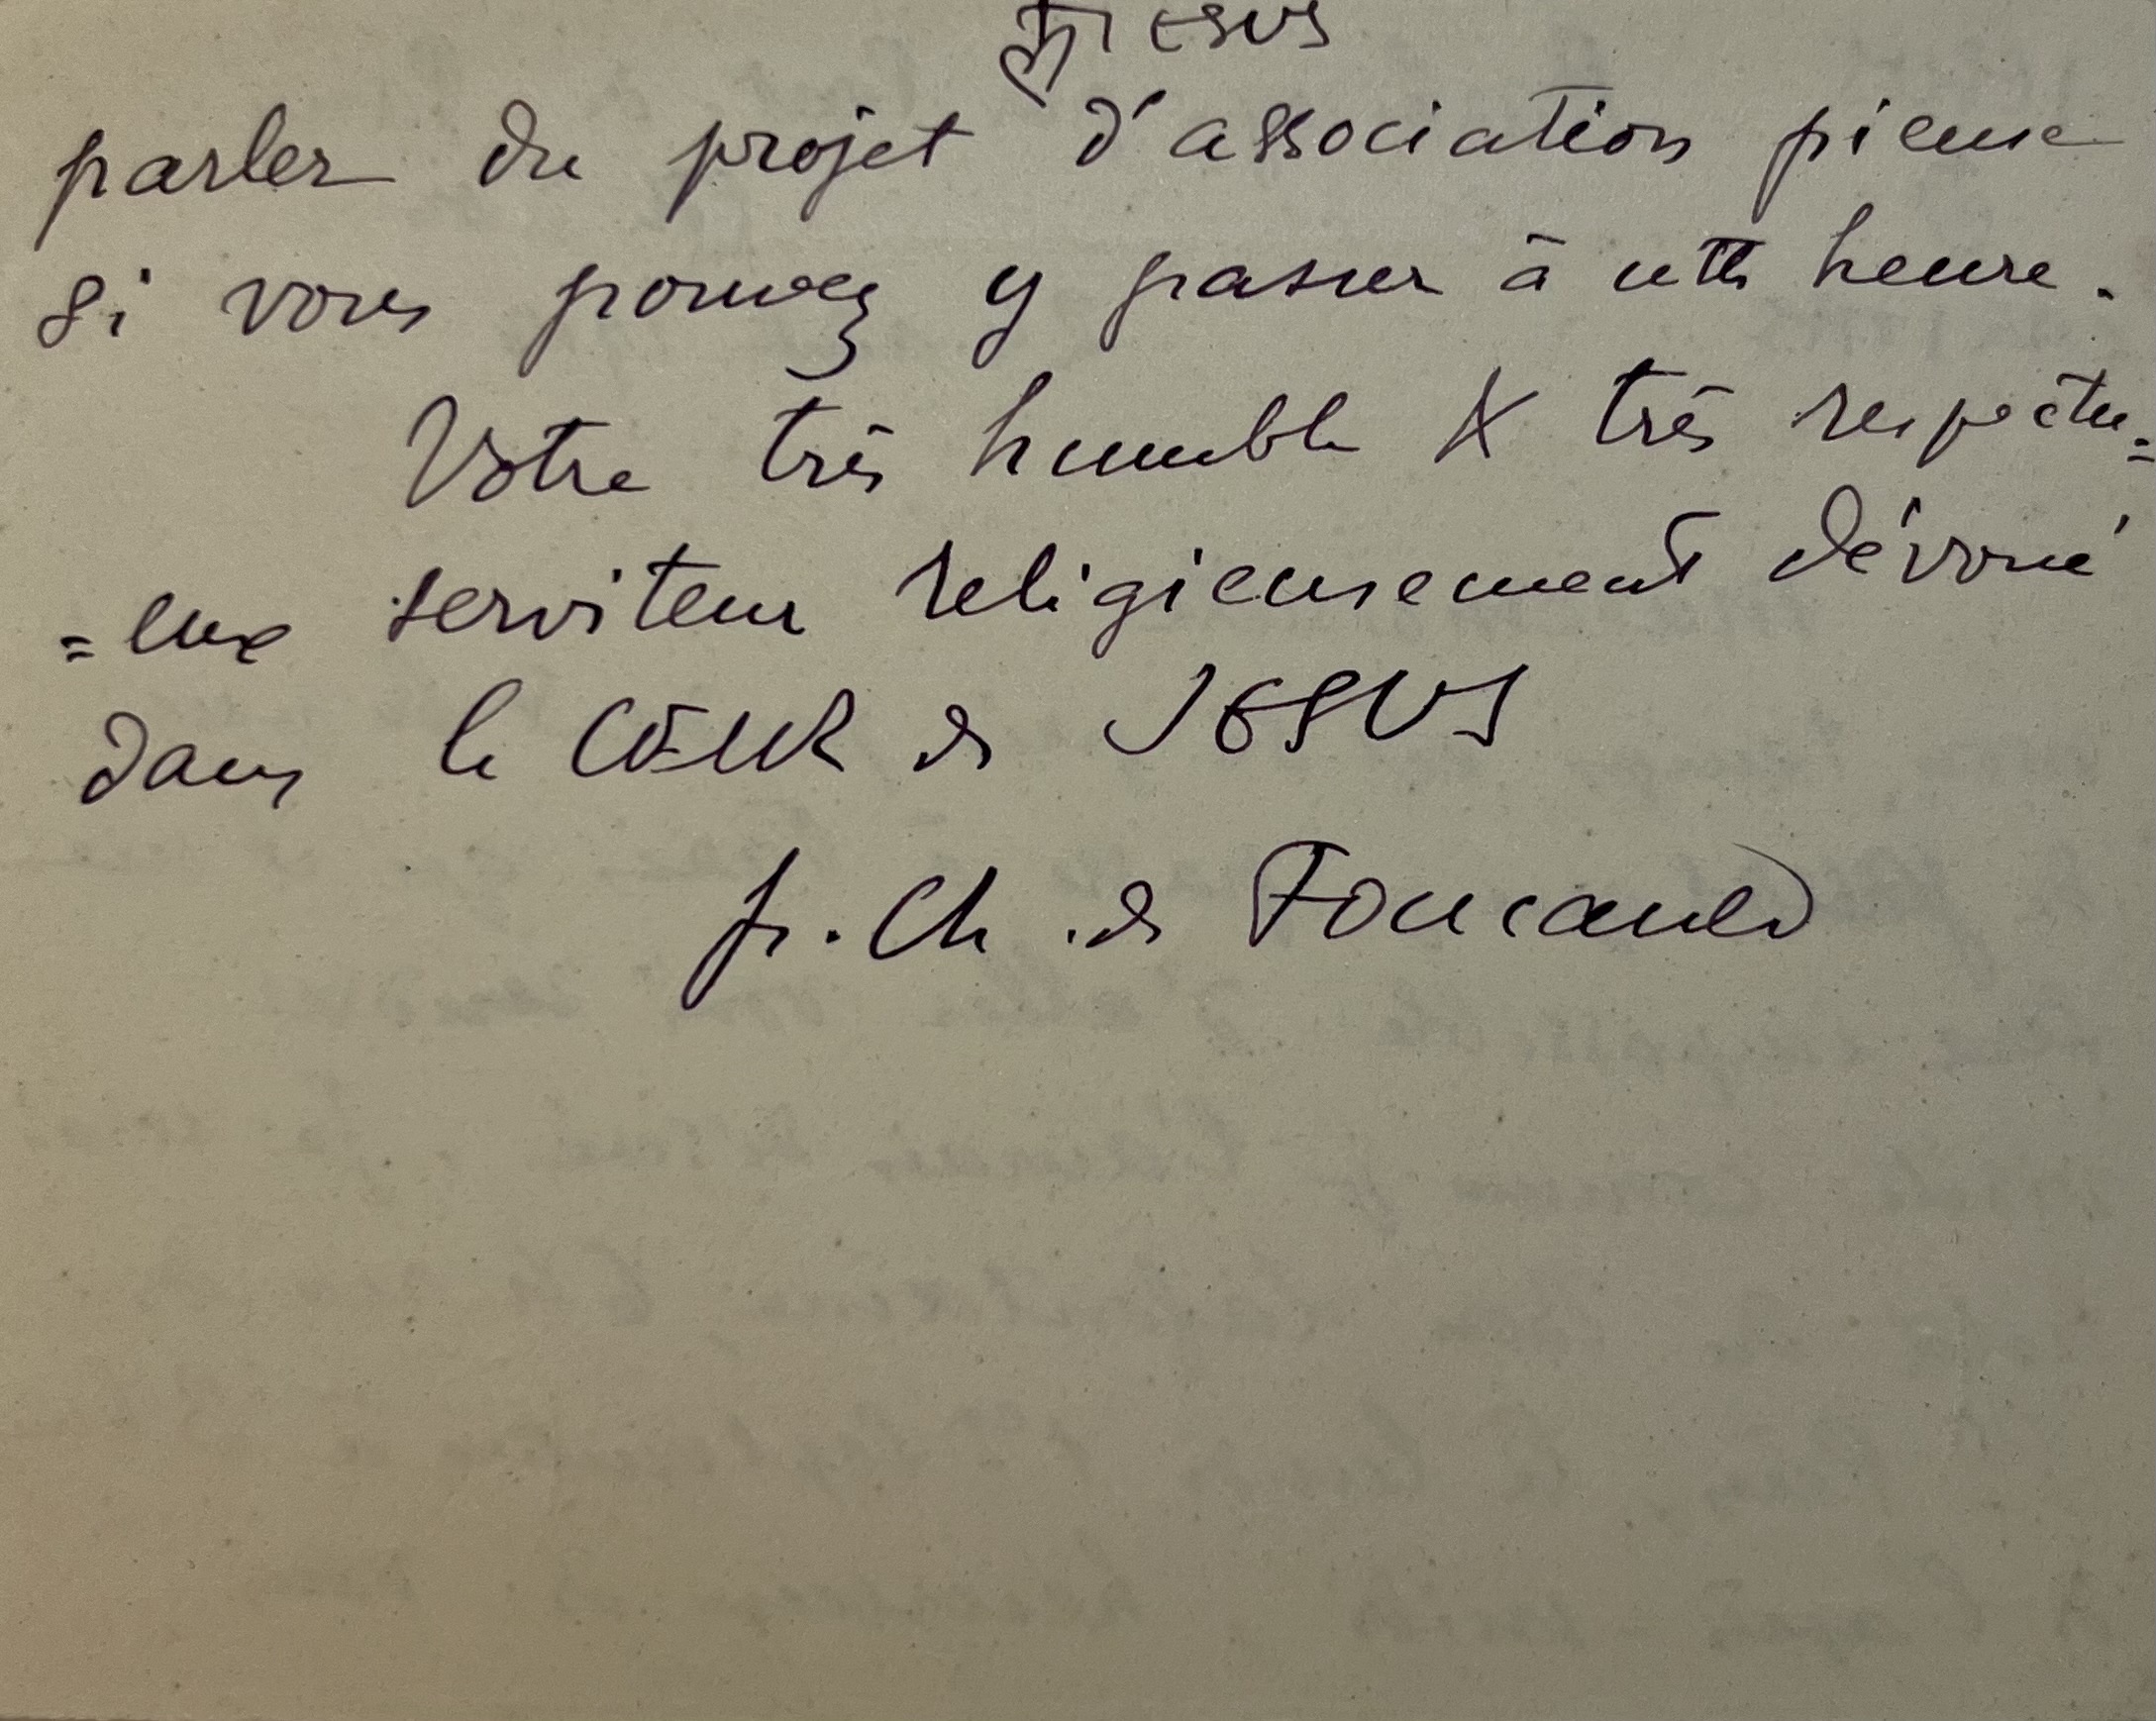 JESUS
parler du projet d'association pieuse
si vous pouvez y passer à cette heure.
Votre très humble & très respectu=
=eux serviteur religieusement dévoué
dans le CŒUR de JESUS
fr. Ch. de Foucauld